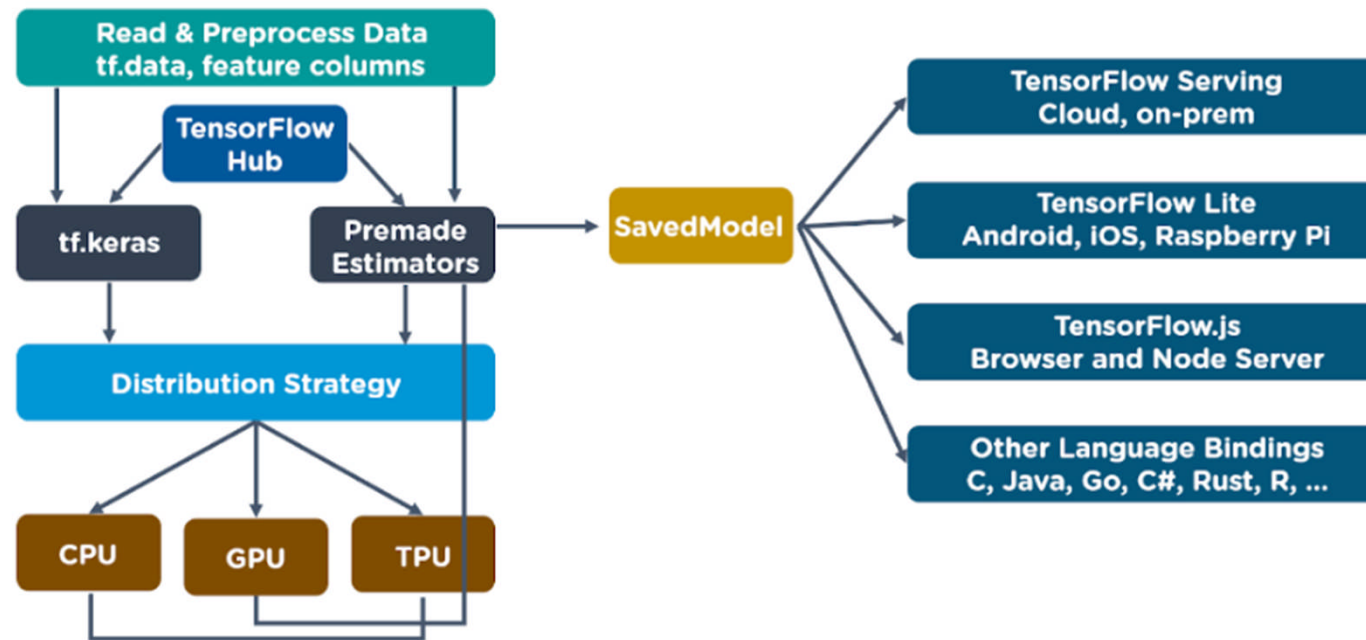 Read & Preprocess Data
tf.data, feature columns
TensorFlow
Hub
tf.keras
Premade
Estimators
Distribution Strategy
CPU
GPU
TPU
SavedModel
TensorFlow Serving
Cloud, on-prem
TensorFlow Lite
Android, iOS, Raspberry Pi
TensorFlow.js
Browser and Node Server
Other Language Bindings
C, Java, Go, C#, Rust, R, ...